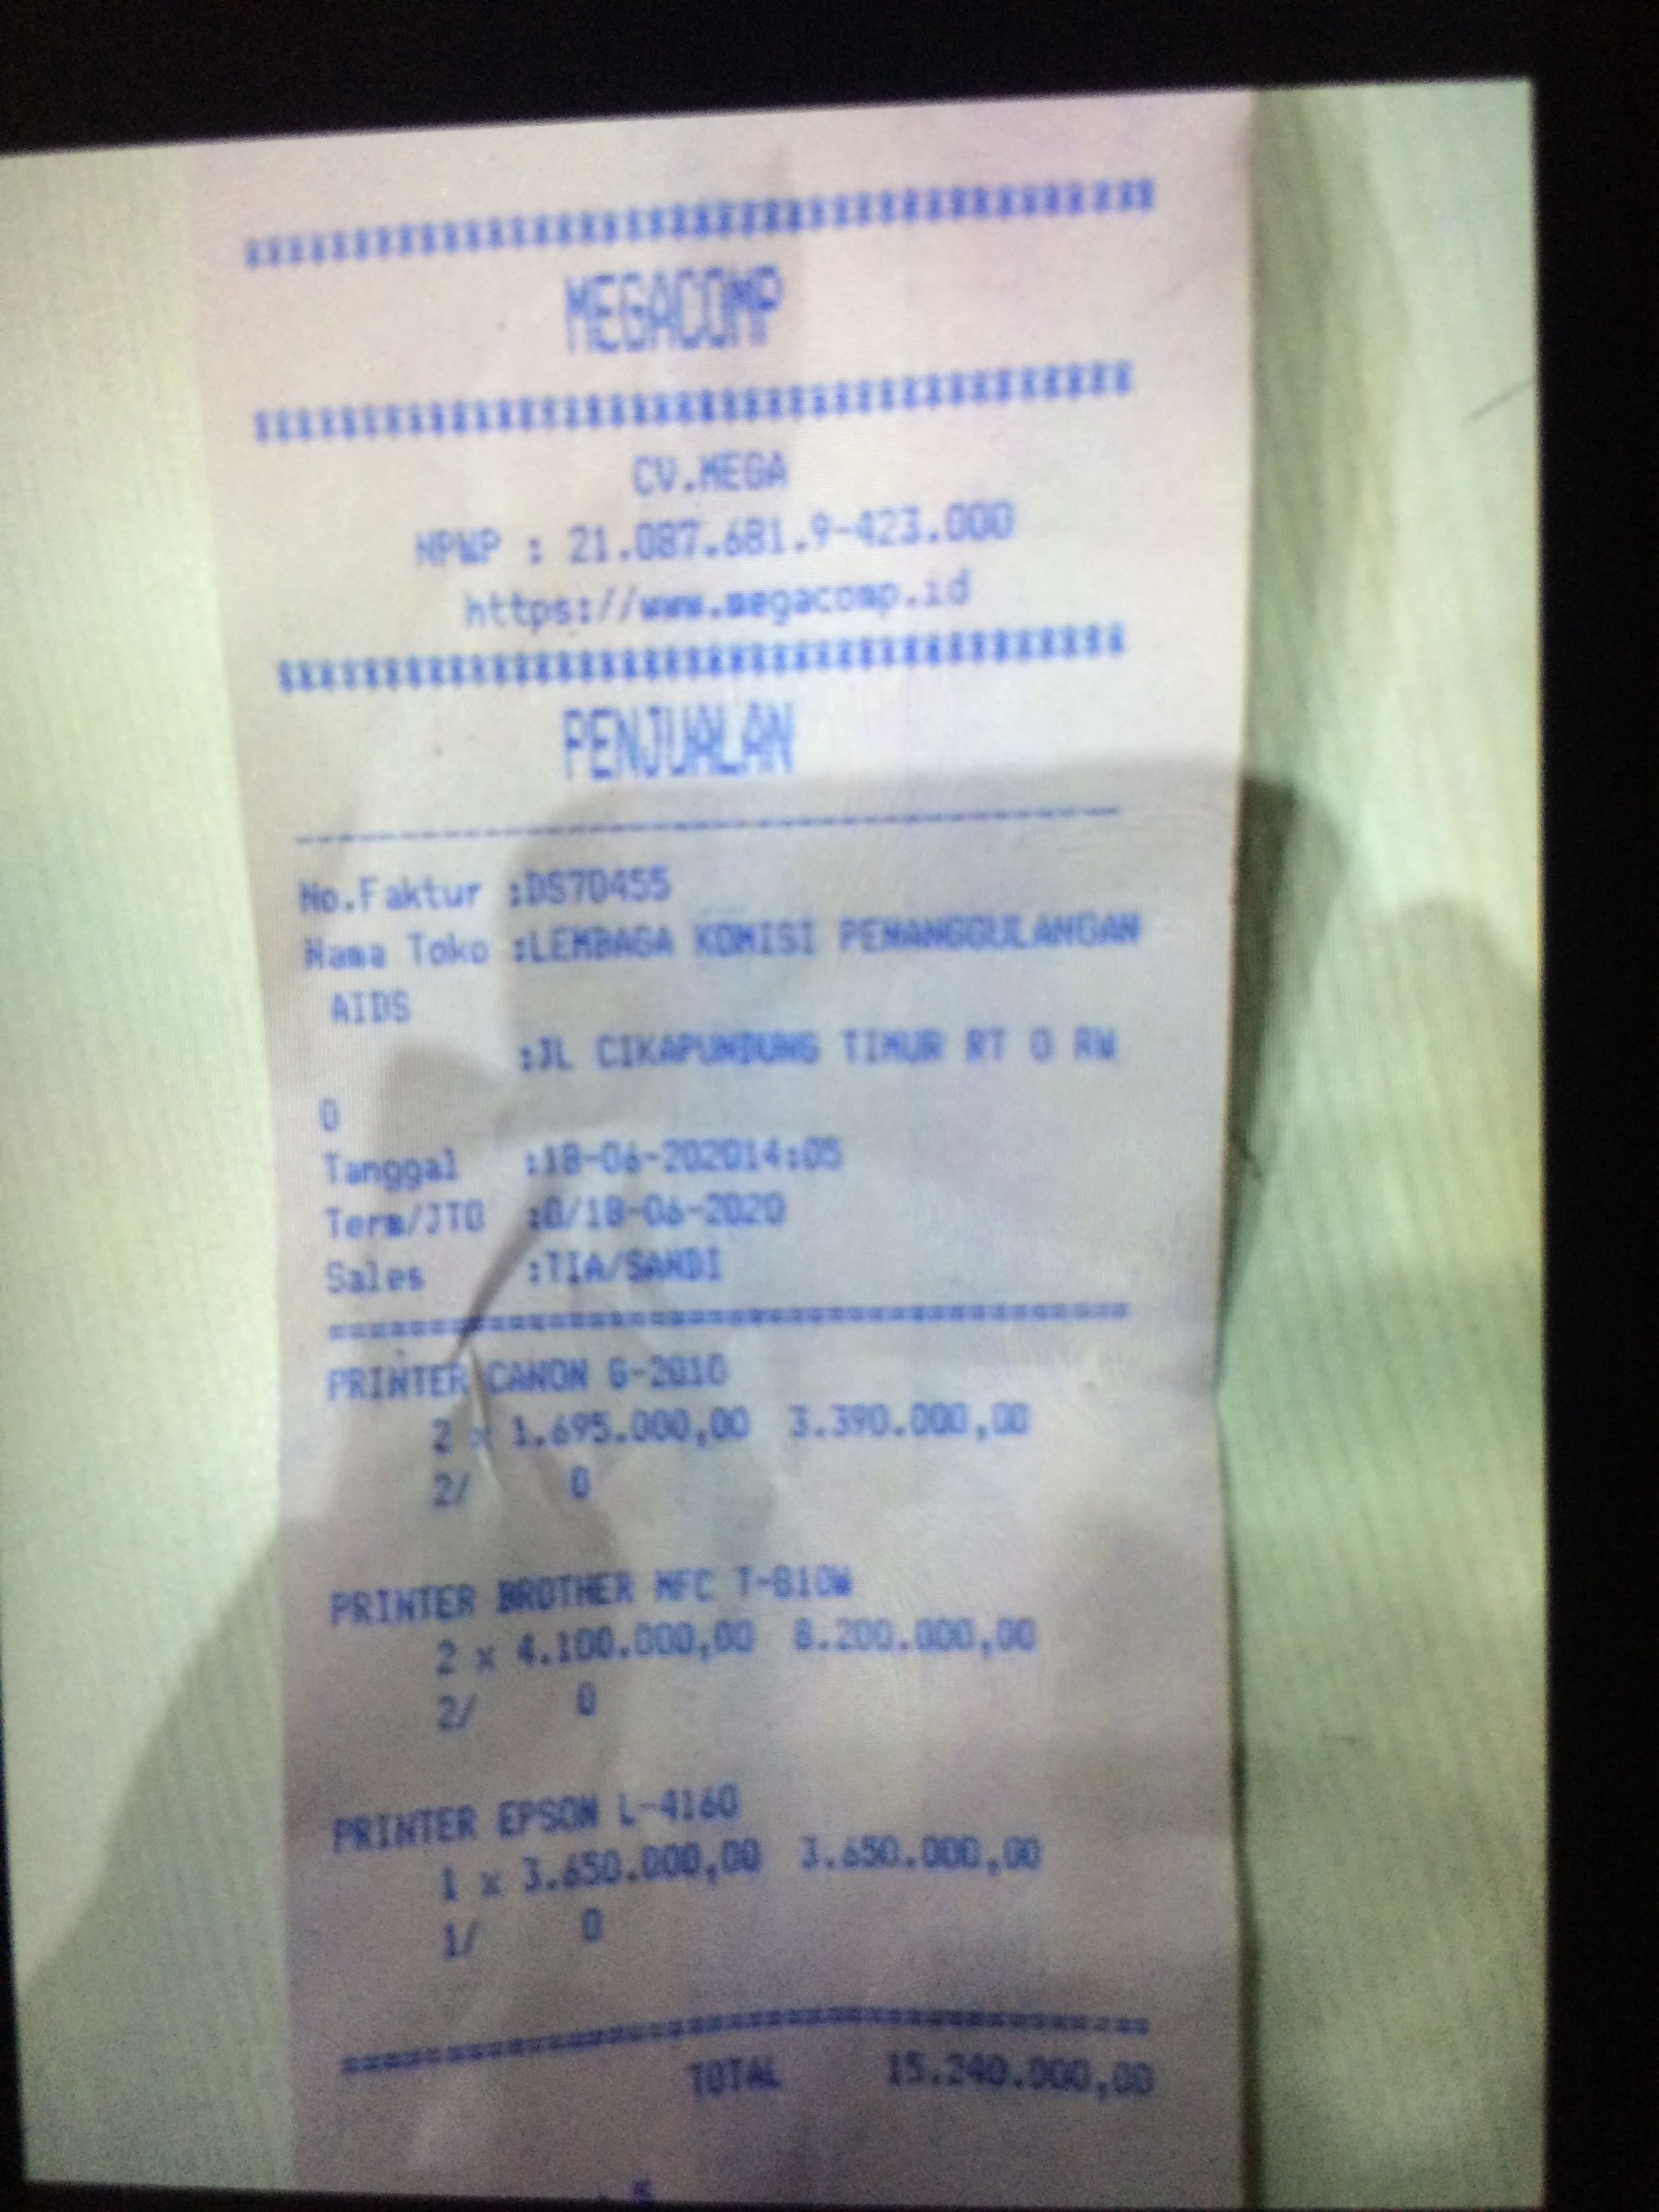 MEGACOMP
CV.MEGA
NPWP : 21.087.681.9-423.000
https://www.megacomp.id
PENJUALAN
No.Faktur :DS70455
Nama Toko :LEMBAGA KOMISI PENANGGULANGAN
AIDS
:JL CIKAPUNDUNG TIMUR RT 0 RW
0
Tanggal :18-06-202014:05
Term/JTO :0/18-06-2020
Sales :TIA/SANDI
PRINTER CANON G-2010
2 x 1.695.000,00 3.390.000,00
2/ 0
PRINTER BROTHER MFC T-810W
2 x 4.100.000,00 8.200.000,00
2/ 0
PRINTER EPSON L-4160
1 x 3.650.000,00 3.650.000,00
1/ 0
TOTAL 15.240.000,00